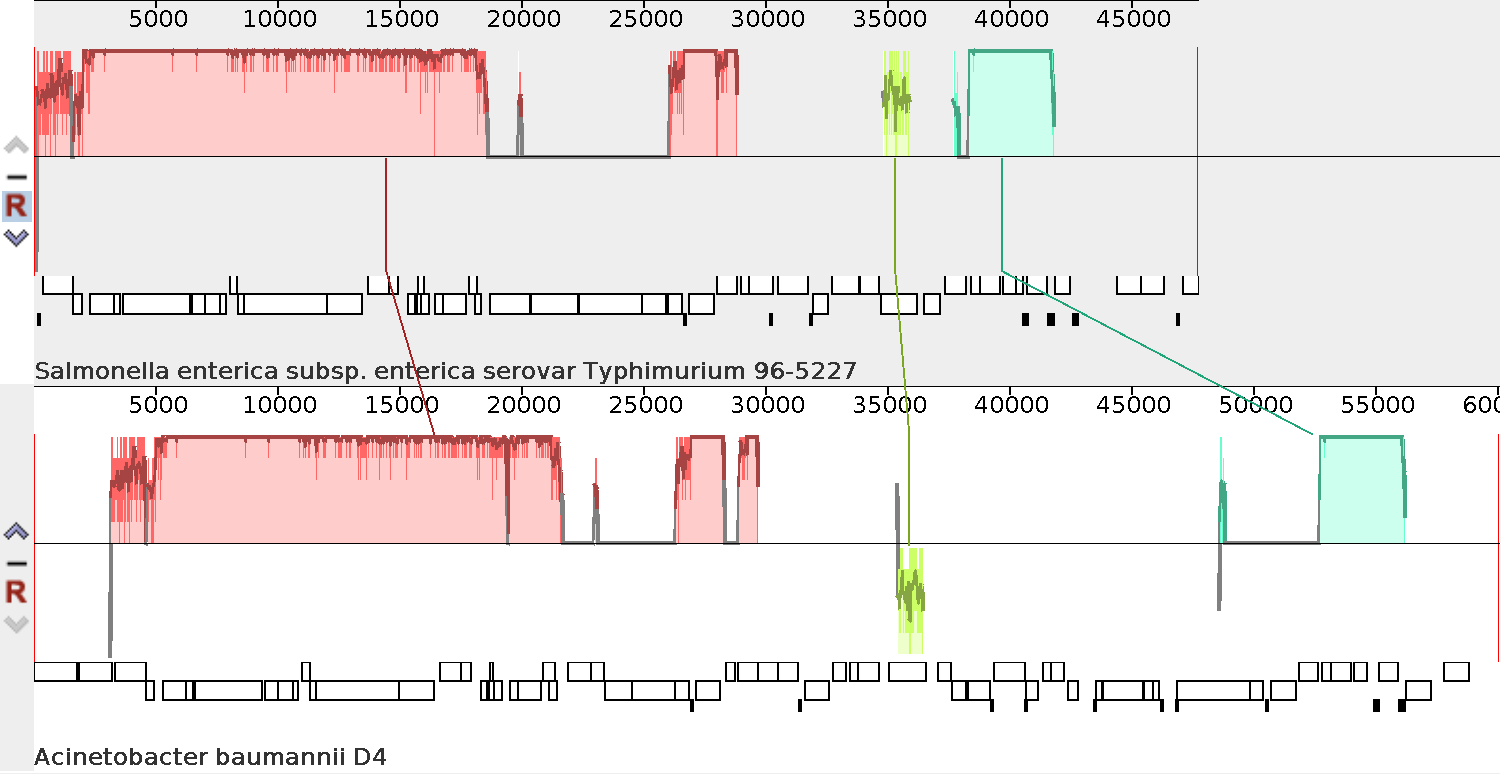 5000 10000 15000 20000 25000 30000 35000 40000 45000
R
Salmonella enterica subsp. enterica serovar Typhimurium 96-5227
5000 10000 15000 20000 25000 30000 35000 40000 45000 50000 55000 600
R
Acinetobacter baumannii D4